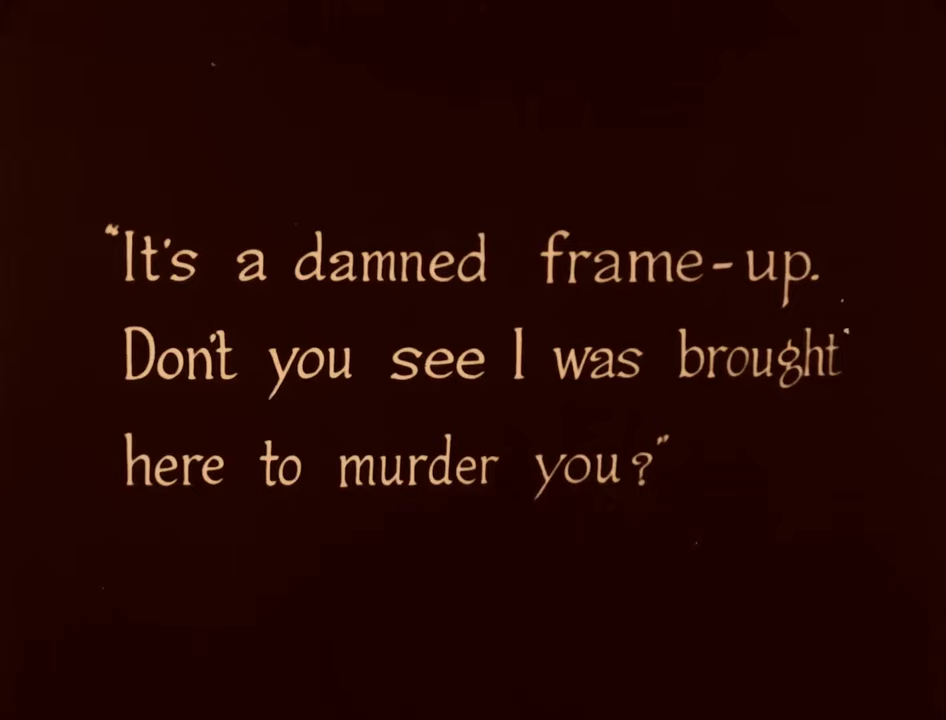 "It's a damned frame-up.
Don't you see I was brought
here to murder you?"